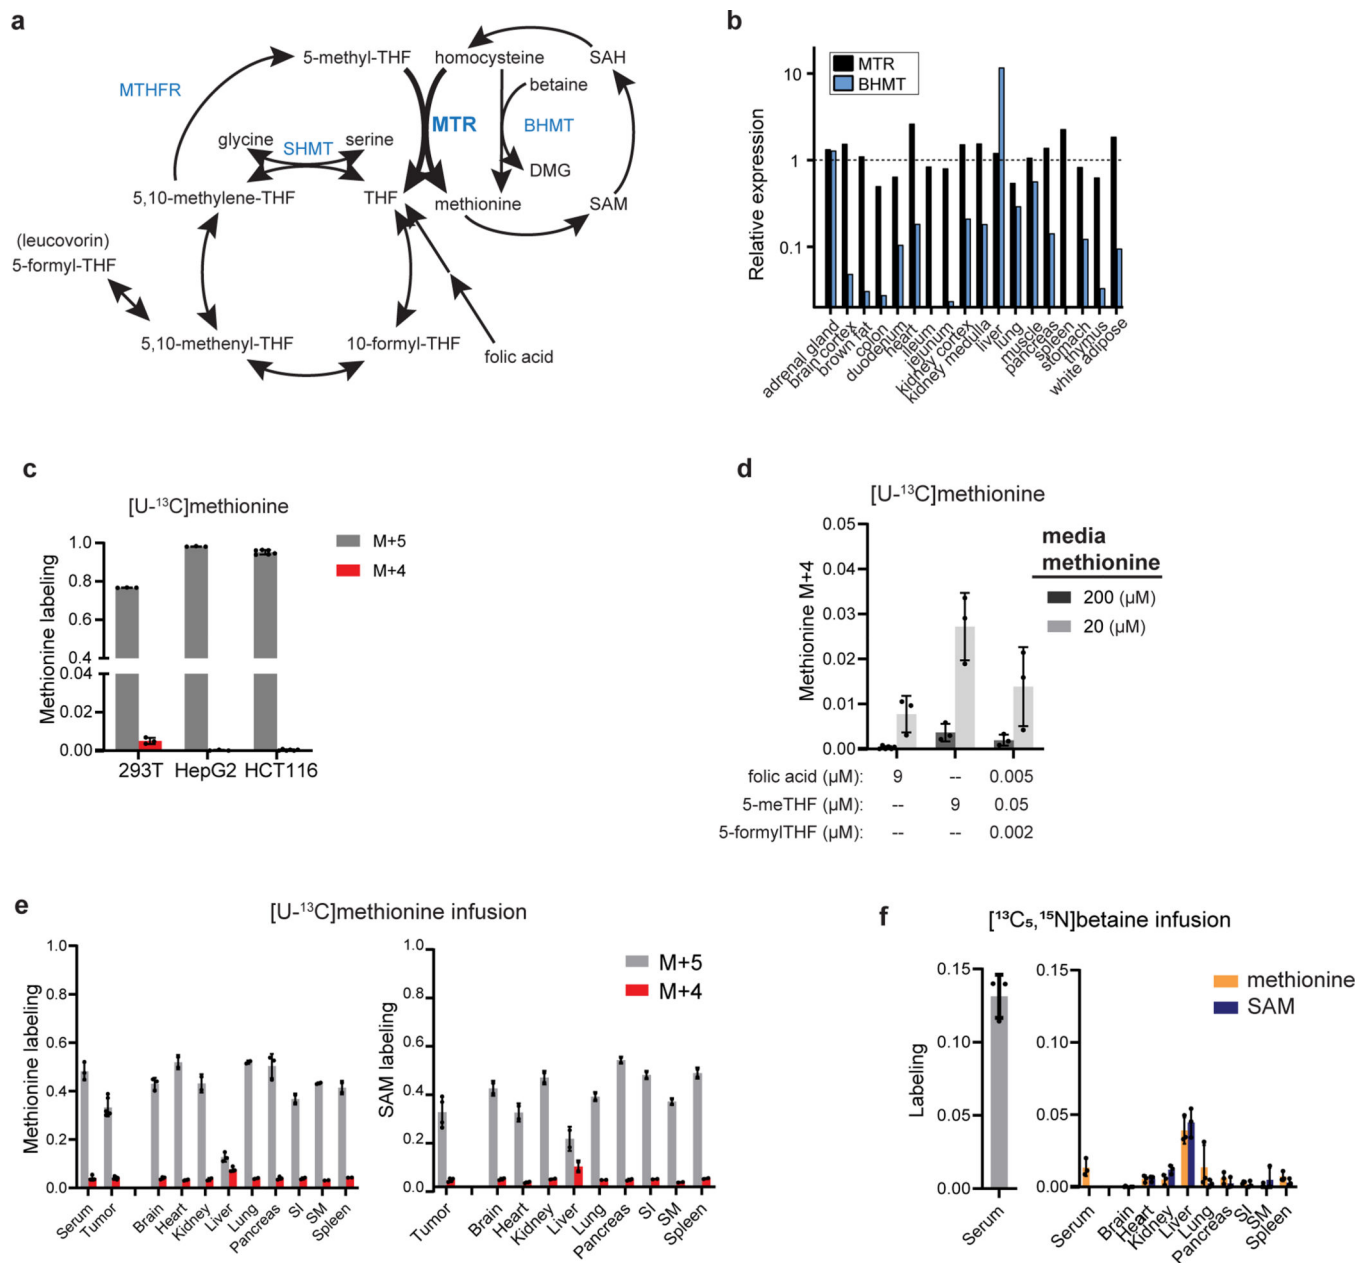 a
5-methyl-THF
homocysteine
SAH
MTHFR
betaine
glycine
SHMT
serine
MTR
BHMT
DMG
5,10-methylene-THF
THF
methionine
SAM
(leucovorin)
5-formyl-THF
5,10-methenyl-THF
10-formyl-THF
folic acid
b
MTR
BHMT
Relative expression
10
1
0.1
adrenal gland
brain cortex
brown fat
colon
duodenum
heart
ileum
jejunum
kidney cortex
kidney medulla
liver
lung
muscle
pancreas
spleen
stomach
thymus
white adipose
c
[U-¹³C]methionine
Methionine labeling
1.0
0.8
0.6
0.4
0.04
0.02
0.00
293T HepG2 HCT116
M+5
M+4
d
[U-¹³C]methionine
Methionine M+4
0.05
0.04
0.03
0.02
0.01
0.00
media
methionine
200 (µM)
20 (µM)
folic acid (µM): 9 -- 0.005
5-meTHF (µM): -- 9 0.05
5-formylTHF (µM): -- -- 0.002
e
[U-¹³C]methionine infusion
Methionine labeling
1.0
0.8
0.6
0.4
0.2
0.0
Serum
Tumor
Brain
Heart
Kidney
Liver
Lung
Pancreas
SI
SM
Spleen
SAM labeling
1.0
0.8
0.6
0.4
0.2
0.0
Tumor
Brain
Heart
Kidney
Liver
Lung
Pancreas
SI
SM
Spleen
M+5
M+4
f
[¹³C₅,¹⁵N]betaine infusion
Labeling
0.15
0.10
0.05
0.00
Serum
0.15
0.10
0.05
0.00
Serum
Brain
Heart
Kidney
Liver
Lung
Pancreas
SI
SM
Spleen
methionine
SAM